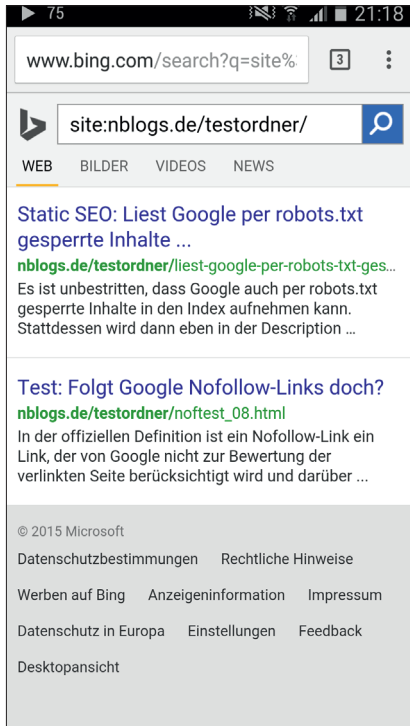 75 21:18
www.bing.com/search?q=site% 3
site:nblogs.de/testordner/
WEB BILDER VIDEOS NEWS
Static SEO: Liest Google per robots.txt
gesperrte Inhalte ...
nblogs.de/testordner/liest-google-per-robots-txt-ges...
Es ist unbestritten, dass Google auch per robots.txt
gesperrte Inhalte in den Index aufnehmen kann.
Stattdessen wird dann eben in der Description ...
Test: Folgt Google Nofollow-Links doch?
nblogs.de/testordner/noftest_08.html
In der offiziellen Definition ist ein Nofollow-Link ein
Link, der von Google nicht zur Bewertung der
verlinkten Seite berücksichtigt wird und darüber ...
© 2015 Microsoft
Datenschutzbestimmungen Rechtliche Hinweise
Werben auf Bing Anzeigeninformation Impressum
Datenschutz in Europa Einstellungen Feedback
Desktopansicht